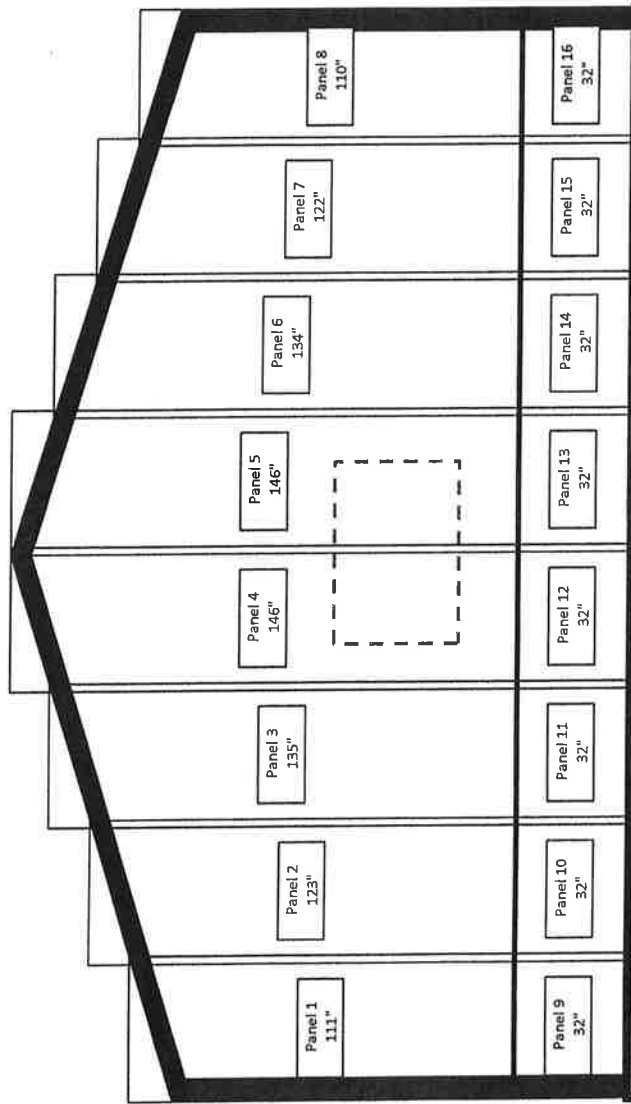 Panel 1
111"
Panel 2
123"
Panel 3
135"
Panel 4
146"
Panel 5
146"
Panel 6
134"
Panel 7
122"
Panel 8
110"
Panel 9
32"
Panel 10
32"
Panel 11
32"
Panel 12
32"
Panel 13
32"
Panel 14
32"
Panel 15
32"
Panel 16
32"